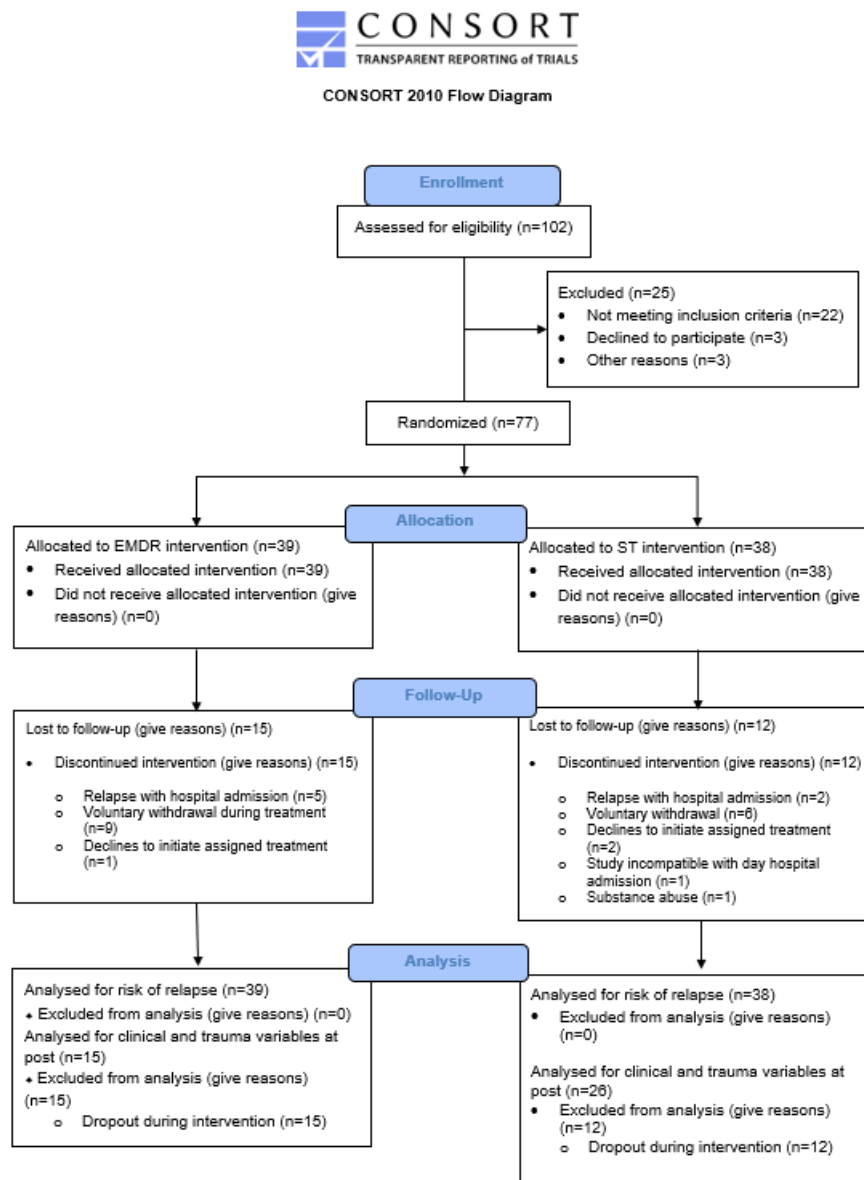 CONSORT
TRANSPARENT REPORTING of TRIALS
CONSORT 2010 Flow Diagram
Enrollment
Assessed for eligibility (n=102)
Excluded (n=25)
• Not meeting inclusion criteria (n=22)
• Declined to participate (n=3)
• Other reasons (n=3)
Randomized (n=77)
Allocation
Allocated to EMDR intervention (n=39)
• Received allocated intervention (n=39)
• Did not receive allocated intervention (give
reasons) (n=0)
Allocated to ST intervention (n=38)
• Received allocated intervention (n=38)
• Did not receive allocated intervention (give
reasons) (n=0)
Follow-Up
Lost to follow-up (give reasons) (n=15)
• Discontinued intervention (give reasons) (n=15)
o Relapse with hospital admission (n=5)
o Voluntary withdrawal during treatment
(n=9)
o Declines to initiate assigned treatment
(n=1)
Lost to follow-up (give reasons) (n=12)
• Discontinued intervention (give reasons) (n=12)
o Relapse with hospital admission (n=2)
o Voluntary withdrawal (n=6)
o Declines to initiate assigned treatment
(n=2)
o Study incompatible with day hospital
admission (n=1)
o Substance abuse (n=1)
Analysis
Analysed for risk of relapse (n=39)
⬥ Excluded from analysis (give reasons) (n=0)
Analysed for clinical and trauma variables at
post (n=15)
⬥ Excluded from analysis (give reasons)
(n=15)
o Dropout during intervention (n=15)
Analysed for risk of relapse (n=38)
• Excluded from analysis (give reasons)
(n=0)
Analysed for clinical and trauma variables at
post (n=26)
• Excluded from analysis (give reasons)
(n=12)
o Dropout during intervention (n=12)